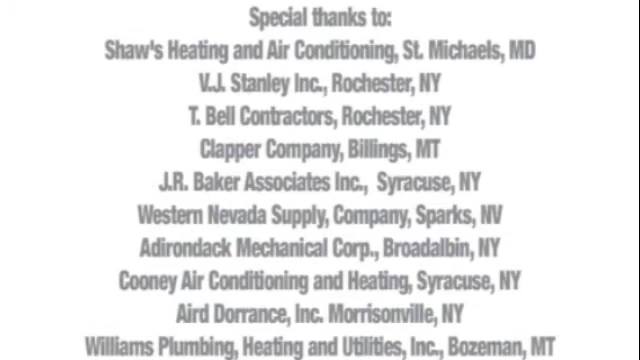 Special thanks to:
Shaw's Heating and Air Conditioning, St. Michaels, MD
V.J. Stanley Inc., Rochester, NY
T. Bell Contractors, Rochester, NY
Clapper Company, Billings, MT
J.R. Baker Associates Inc., Syracuse, NY
Western Nevada Supply, Company, Sparks, NV
Adirondack Mechanical Corp., Broadalbin, NY
Cooney Air Conditioning and Heating, Syracuse, NY
Aird Dorrance, Inc. Morrisonville, NY
Williams Plumbing, Heating and Utilities, Inc., Bozeman, MT